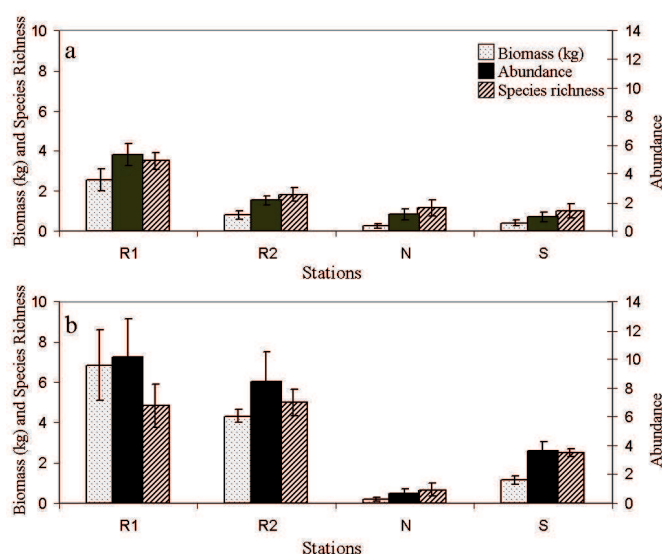 a
Biomass (kg) and Species Richness
10
8
6
4
2
0
Biomass (kg)
Abundance
Species richness
14
12
10
8
6
4
2
0
Abundance
R1 R2 N S
Stations
b
Biomass (kg) and Species Richness
10
8
6
4
2
0
14
12
10
8
6
4
2
0
Abundance
R1 R2 N S
Stations